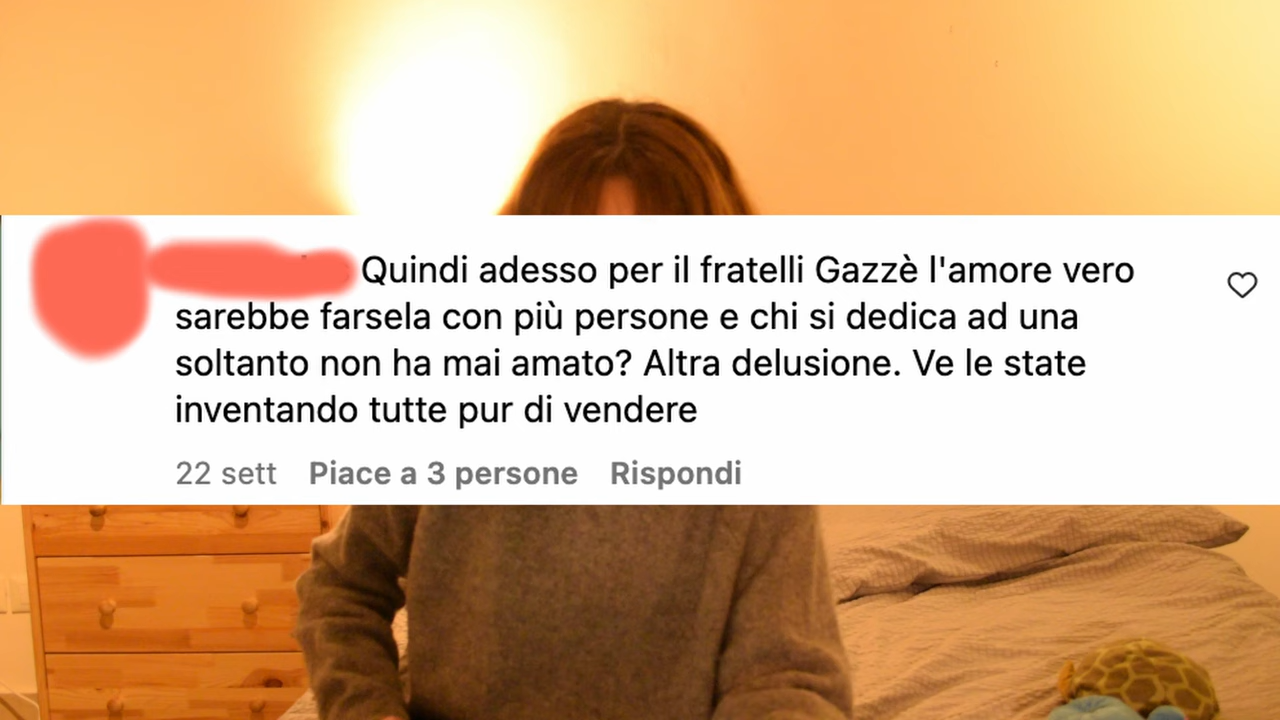 Quindi adesso per il fratelli Gazzè l'amore vero
sarebbe farsela con più persone e chi si dedica ad una
soltanto non ha mai amato? Altra delusione. Ve le state
inventando tutte pur di vendere
22 sett Piace a 3 persone Rispondi